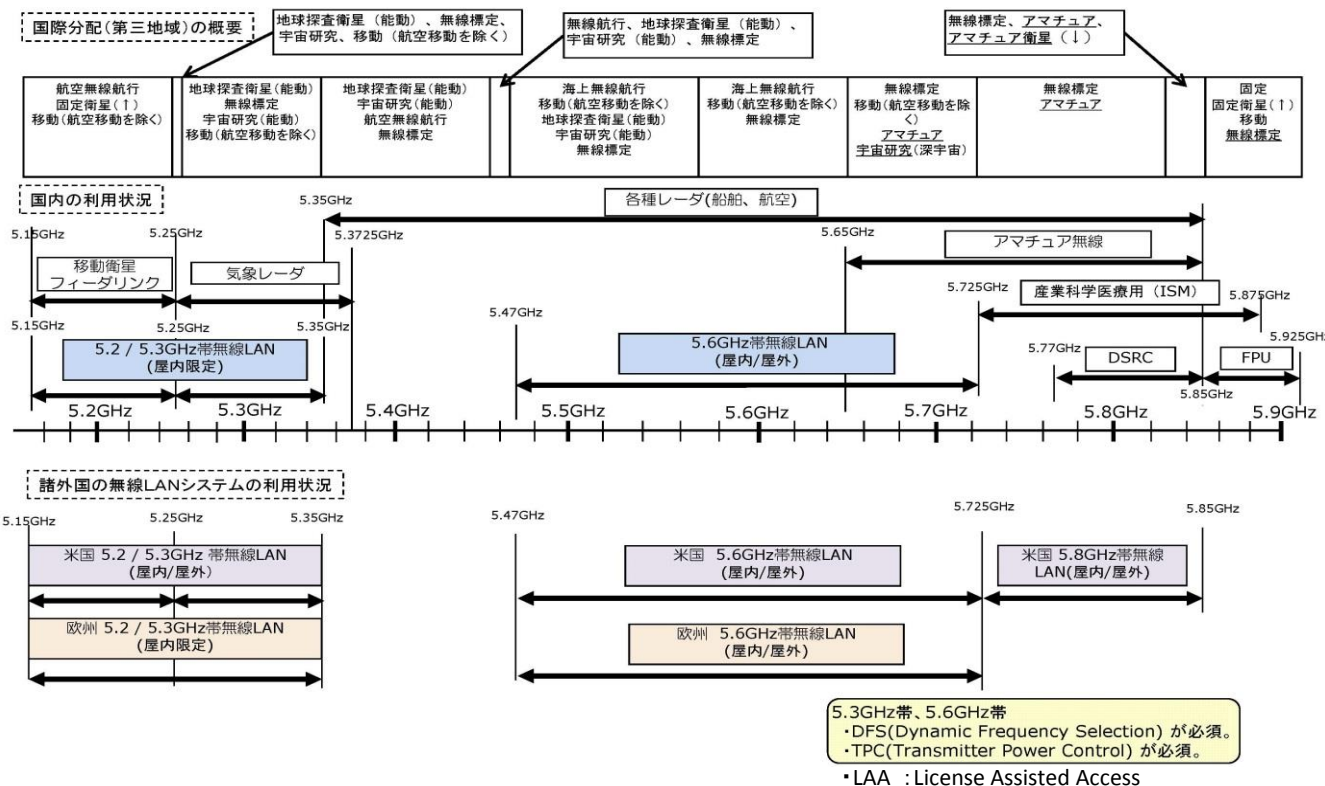 国際分配(第三地域)の概要
地球探査衛星(能動)、無線標定、
宇宙研究、移動(航空移動を除く)
無線航行、地球探査衛星(能動)、
宇宙研究(能動)、無線標定
無線標定、アマチュア、
アマチュア衛星(↓)
航空無線航行
固定衛星(↑)
移動(航空移動を除く)
地球探査衛星(能動)
無線標定
宇宙研究(能動)
移動(航空移動を除く)
地球探査衛星(能動)
宇宙研究(能動)
航空無線航行
無線標定
海上無線航行
移動(航空移動を除く)
地球探査衛星(能動)
宇宙研究(能動)
無線標定
海上無線航行
移動(航空移動を除く)
無線標定
無線標定
移動(航空移動を除
く)
アマチュア
宇宙研究(深宇宙)
無線標定
アマチュア
固定
固定衛星(↑)
移動
無線標定
国内の利用状況
5.35GHz
各種レーダ(船舶、航空)
5.15GHz
5.25GHz
5.3725GHz
5.65GHz
アマチュア無線
移動衛星
フィーダリンク
気象レーダ
5.725GHz
産業科学医療用(ISM)
5.875GHz
5.15GHz
5.25GHz
5.35GHz
5.47GHz
5.925GHz
5.2 / 5.3GHz帯無線LAN
(屋内限定)
5.6GHz帯無線LAN
(屋内/屋外)
5.77GHz
DSRC
FPU
5.85GHz
5.2GHz
5.3GHz
5.4GHz
5.5GHz
5.6GHz
5.7GHz
5.8GHz
5.9GHz
諸外国の無線LANシステムの利用状況
5.15GHz
5.25GHz
5.35GHz
5.47GHz
5.725GHz
5.85GHz
米国 5.2 / 5.3GHz 帯無線LAN
(屋内/屋外)
米国 5.6GHz帯無線LAN
(屋内/屋外)
米国 5.8GHz帯無線
LAN(屋内/屋外)
欧州 5.2 / 5.3GHz帯無線LAN
(屋内限定)
欧州 5.6GHz帯無線LAN
(屋内/屋外)
5.3GHz帯、5.6GHz帯
・DFS(Dynamic Frequency Selection) が必須。
・TPC(Transmitter Power Control) が必須。
・LAA :License Assisted Access